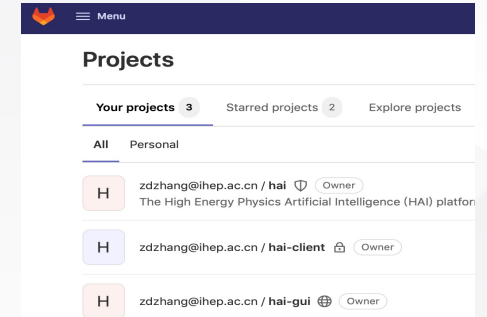 Menu
Projects
Your projects 3 Starred projects 2 Explore projects
All Personal
H zdzhang@ihep.ac.cn / hai Owner
The High Energy Physics Artificial Intelligence (HAI) platfor
H zdzhang@ihep.ac.cn / hai-client Owner
H zdzhang@ihep.ac.cn / hai-gui Owner